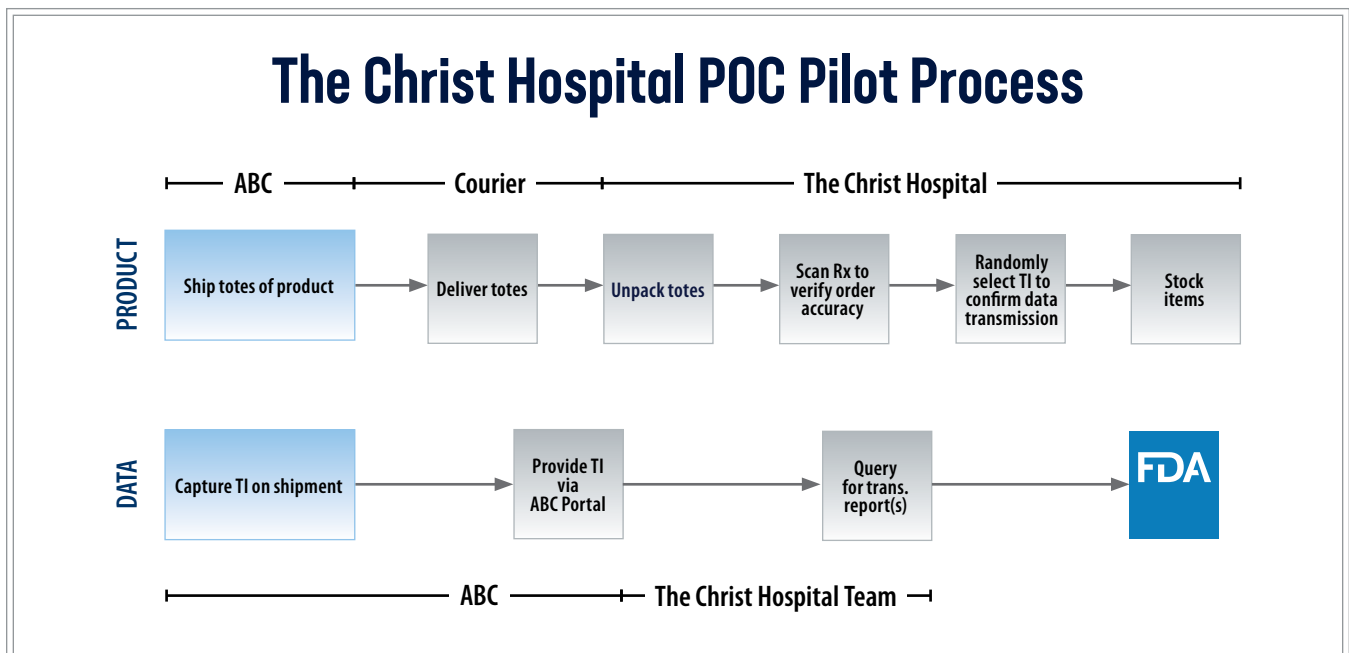 The Christ Hospital POC Pilot Process
ABC
Courier
The Christ Hospital
PRODUCT
Ship totes of product
Deliver totes
Unpack totes
Scan Rx to
verify order
accuracy
Randomly
select TI to
confirm data
transmission
Stock
items
DATA
Capture TI on shipment
Provide TI
via
ABC Portal
Query
for trans.
report(s)
FDA
ABC
The Christ Hospital Team